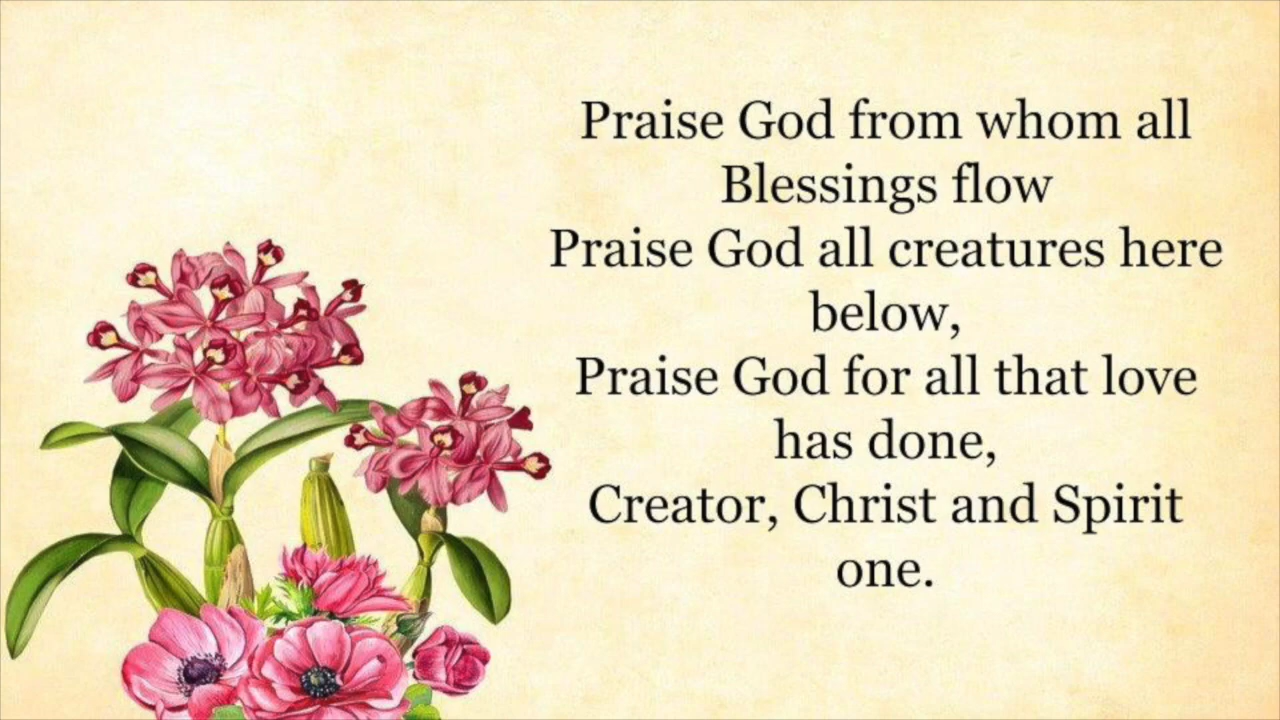 Praise God from whom all
Blessings flow
Praise God all creatures here
below,
Praise God for all that love
has done,
Creator, Christ and Spirit
one.